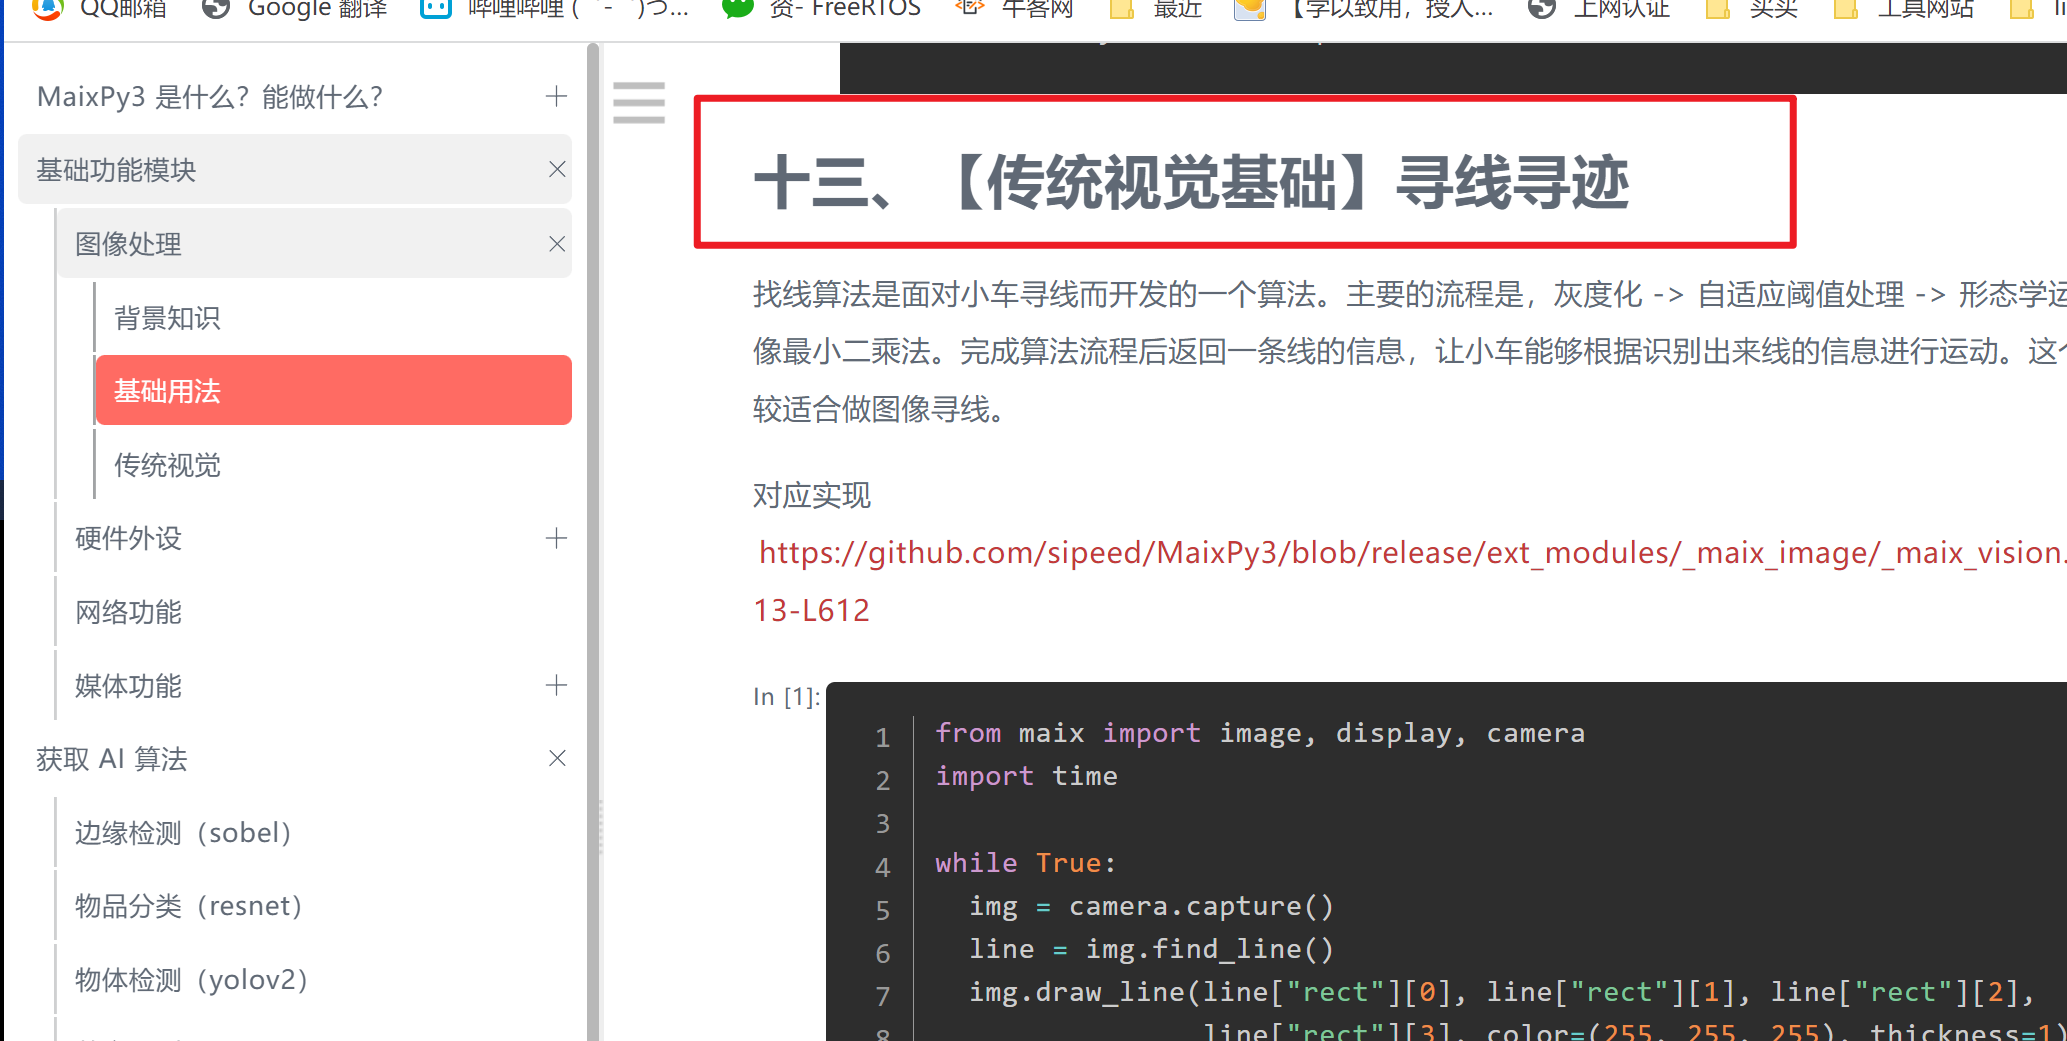 QQ邮箱
Google 翻译
哔哩哔哩 (゜-゜)つ...
资- FreeRTOS
牛客网
最近
【学以致用，授人...
上网认证
买买
工具网站
li
MaixPy3 是什么？能做什么？
基础功能模块
图像处理
背景知识
基础用法
传统视觉
硬件外设
网络功能
媒体功能
获取 AI 算法
边缘检测（sobel）
物品分类（resnet）
物体检测（yolov2）
十三、【传统视觉基础】寻线寻迹
找线算法是面对小车寻线而开发的一个算法。主要的流程是，灰度化 -> 自适应阈值处理 -> 形态学运
像最小二乘法。完成算法流程后返回一条线的信息，让小车能够根据识别出来线的信息进行运动。这个
较适合做图像寻线。
对应实现
https://github.com/sipeed/MaixPy3/blob/release/ext_modules/_maix_image/_maix_vision.
13-L612
In [1]:
1 from maix import image, display, camera
2 import time
3
4 while True:
5 img = camera.capture()
6 line = img.find_line()
7 img.draw_line(line["rect"][0], line["rect"][1], line["rect"][2],
8 line["rect"][3], color=(255, 255, 255), thickness=1)